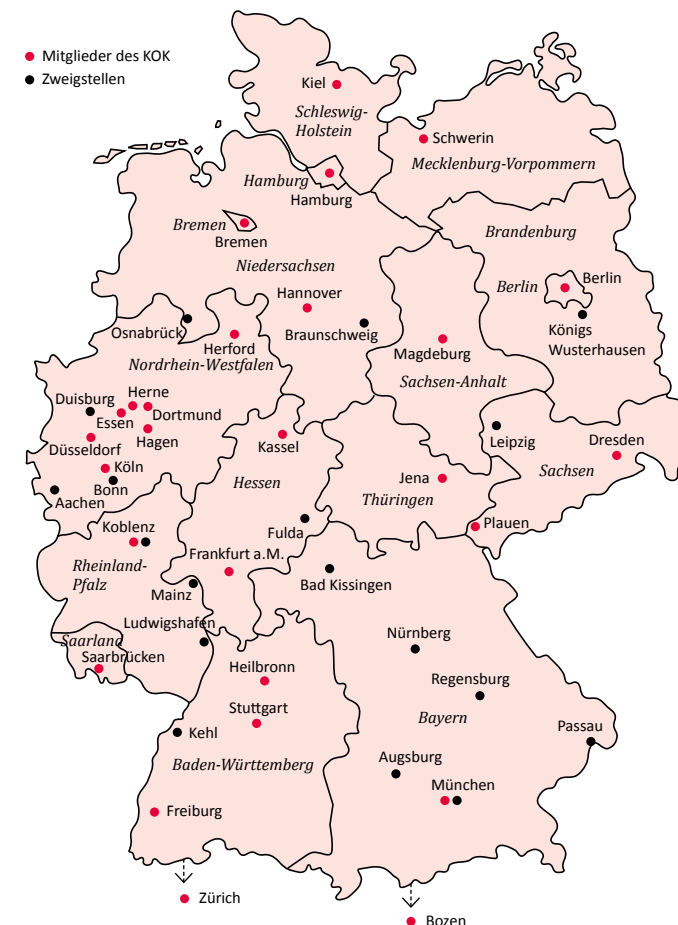 Mitglieder des KOK
Zweigstellen
Kiel
Schleswig-
Holstein
Schwerin
Mecklenburg-Vorpommern
Hamburg
Hamburg
Bremen
Bremen
Brandenburg
Niedersachsen
Berlin
Berlin
Hannover
Osnabrück
Braunschweig
Königs
Wusterhausen
Herford
Magdeburg
Nordrhein-Westfalen
Sachsen-Anhalt
Herne
Duisburg
Essen
Dortmund
Hagen
Düsseldorf
Kassel
Leipzig
Dresden
Köln
Sachsen
Bonn
Hessen
Jena
Thüringen
Aachen
Koblenz
Fulda
Plauen
Frankfurt a.M.
Rheinland-
Pfalz
Mainz
Bad Kissingen
Ludwigshafen
Saarland
Saarbrücken
Nürnberg
Heilbronn
Regensburg
Stuttgart
Bayern
Kehl
Passau
Baden-Württemberg
Augsburg
München
Freiburg
Zürich
Bozen